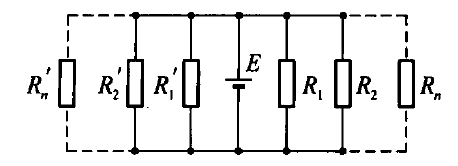 E
Rₙ′ R₂′ R₁′ R₁ R₂ Rₙ